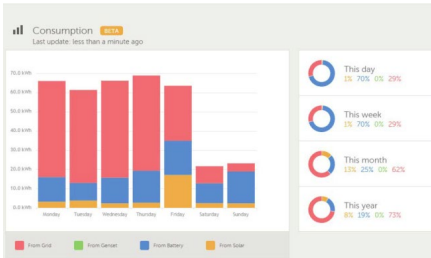 Consumption BETA
Last update: less than a minute ago
70,0 kWh
60,0 kWh
50,0 kWh
40,0 kWh
30,0 kWh
20,0 kWh
10,0 kWh
0,0 kWh
Monday Tuesday Wednesday Thursday Friday Saturday Sunday
From Grid From Genset From Battery From Solar
This day
1% 70% 0% 29%
This week
1% 70% 0% 29%
This month
13% 25% 0% 62%
This year
8% 19% 0% 73%